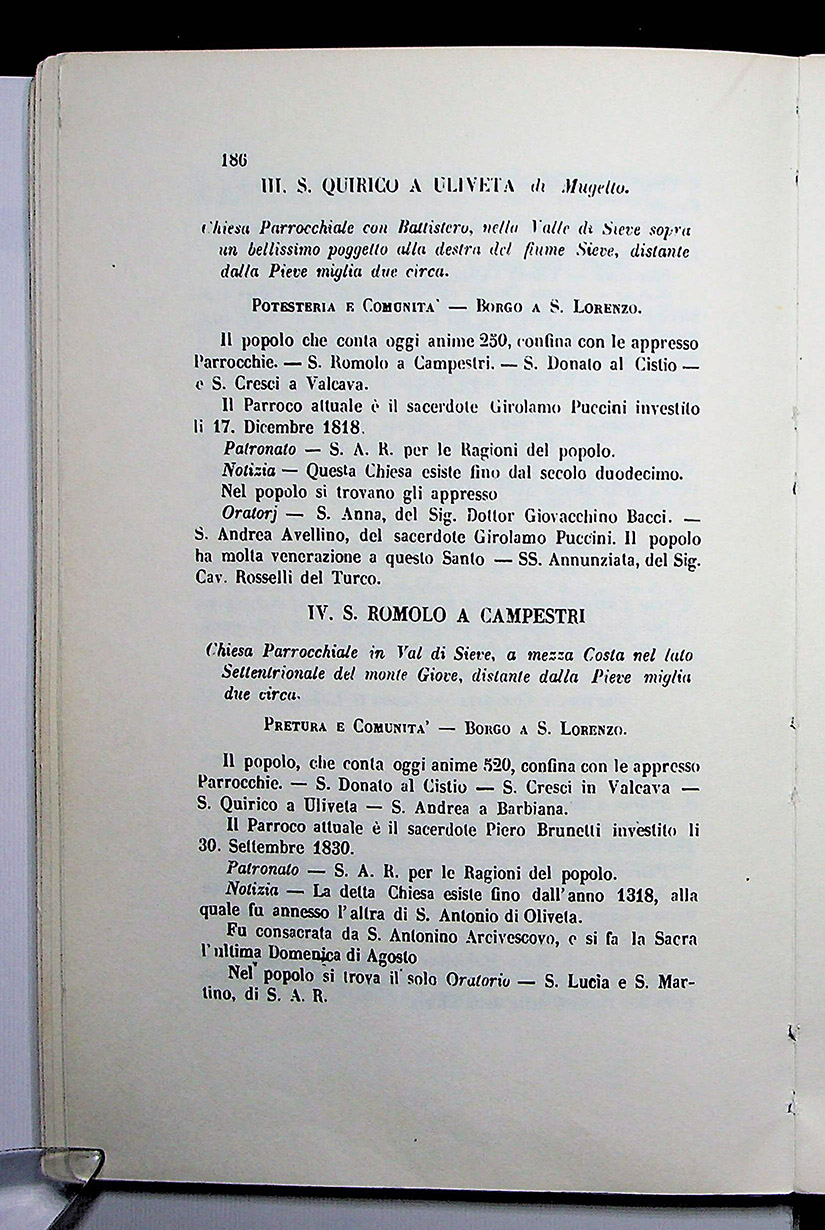 186
III. S. QUIRICO A ULIVETA di Mugello.
Chiesa Parrocchiale con Battistero, nella Valle di Sieve sopra
un bellissimo poggetto alla destra del fiume Sieve, distante
dalla Pieve miglia due circa.
POTESTERIA E COMUNITA' — BORGO A S. LORENZO.
Il popolo che conta oggi anime 250, confina con le appresso
Parrocchie. — S. Romolo a Campestri. — S. Donato al Cistio —
e S. Cresci a Valcava.
Il Parroco attuale è il sacerdote Girolamo Puccini investito
li 17. Dicembre 1818.
Patronato — S. A. R. per le Ragioni del popolo.
Notizia — Questa Chiesa esiste fino dal secolo duodecimo.
Nel popolo si trovano gli appresso
Oratorj — S. Anna, del Sig. Dottor Giovacchino Bacci. —
S. Andrea Avellino, del sacerdote Girolamo Puccini. Il popolo
ha molta venerazione a questo Santo — SS. Annunziata, del Sig.
Cav. Rosselli del Turco.
IV. S. ROMOLO A CAMPESTRI
Chiesa Parrocchiale in Val di Sieve, a mezza Costa nel lato
Settentrionale del monte Giove, distante dalla Pieve miglia
due circa.
PRETURA E COMUNITA' — BORGO A S. LORENZO.
Il popolo, che conta oggi anime 520, confina con le appresso
Parrocchie. — S. Donato al Cistio — S. Cresci in Valcava —
S. Quirico a Uliveta — S. Andrea a Barbiana.
Il Parroco attuale è il sacerdote Piero Brunetti investito li
30. Settembre 1830.
Patronato — S. A. R. per le Ragioni del popolo.
Notizia — La detta Chiesa esiste fino dall'anno 1318, alla
quale fu annesso l'altra di S. Antonio di Oliveta.
Fu consacrata da S. Antonino Arcivescovo, e si fa la Sacra
l'ultima Domenica di Agosto
Nel popolo si trova il solo Oratorio — S. Lucìa e S. Mar-
tino, di S. A. R.